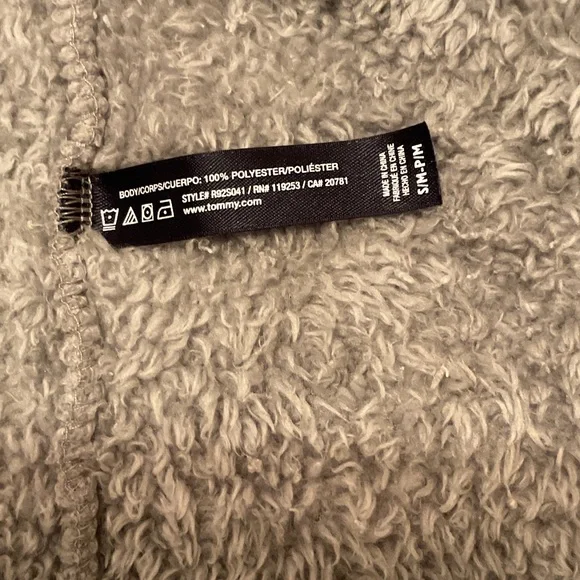 BODY/CORPS/CUERPO: 100% POLYESTER/POLIÉSTER
STYLE# R92S041 / RN# 119253 / CA# 20781
www.tommy.com
MADE IN CHINA
FABRIQUÉ EN CHINE
HECHO EN CHINA
S/M-P/M